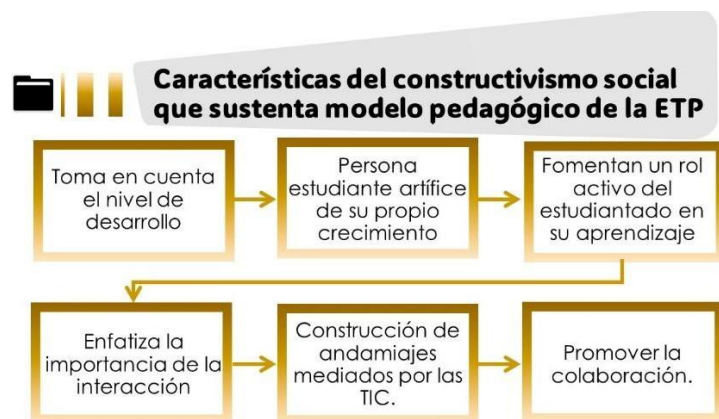 Características del constructivismo social
que sustenta modelo pedagógico de la ETP
Toma en cuenta
el nivel de
desarrollo
Persona
estudiante artífice
de su propio
crecimiento
Fomentan un rol
activo del
estudiantado en
su aprendizaje
Enfatiza la
importancia de la
interacción
Construcción de
andamiajes
mediados por las
TIC.
Promover la
colaboración.